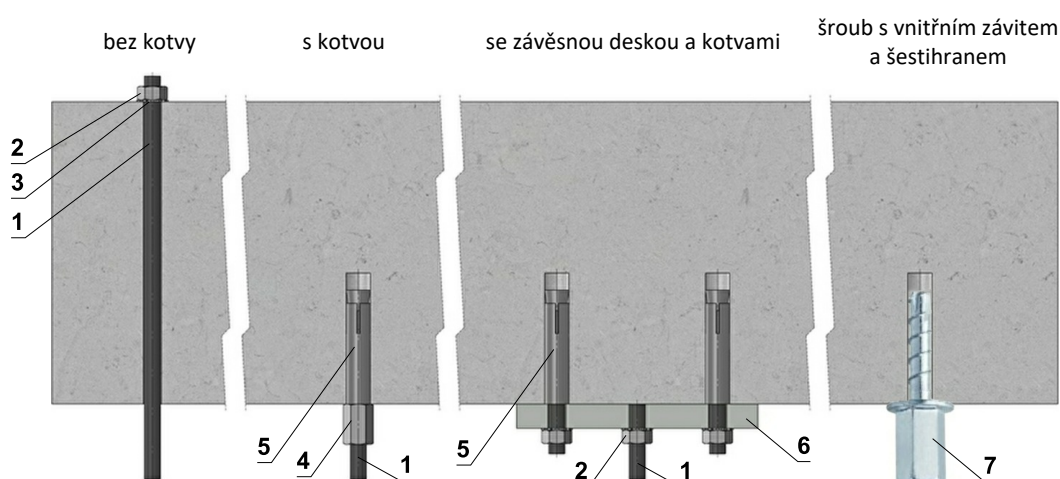 bez kotvy
s kotvou
se závěsnou deskou a kotvami
šroub s vnitřním závitem
a šestihranem
2
3
1
5
4
1
5
2
1
6
7